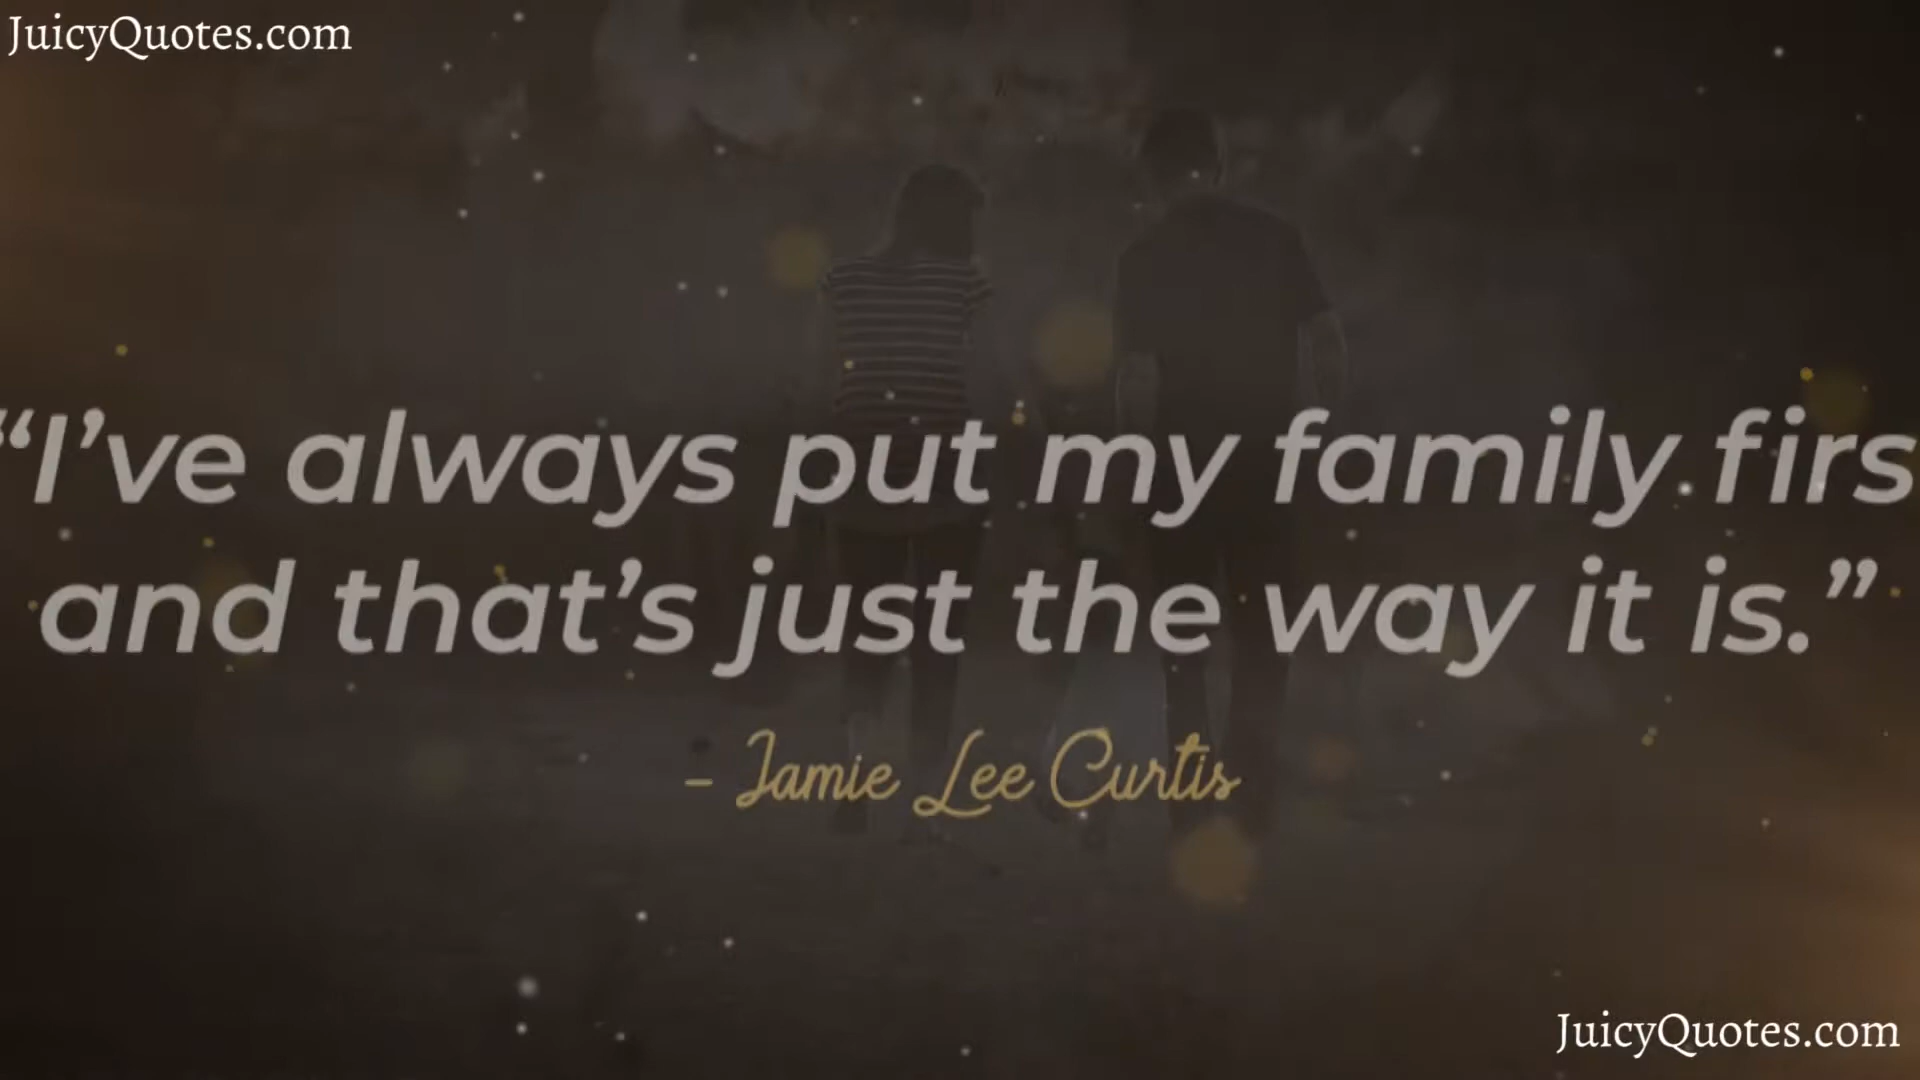 JuicyQuotes.com
“I’ve always put my family firs
and that’s just the way it is.”
– Jamie Lee Curtis
JuicyQuotes.com